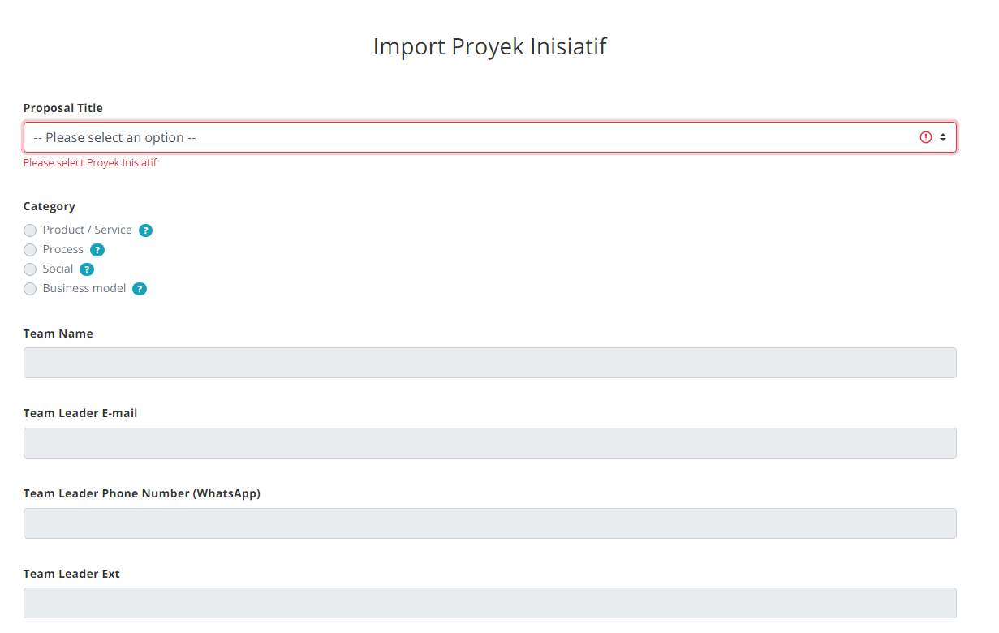 Import Proyek Inisiatif
Proposal Title
-- Please select an option --
Please select Proyek Inisiatif
Category
Product / Service ?
Process ?
Social ?
Business model ?
Team Name
Team Leader E-mail
Team Leader Phone Number (WhatsApp)
Team Leader Ext